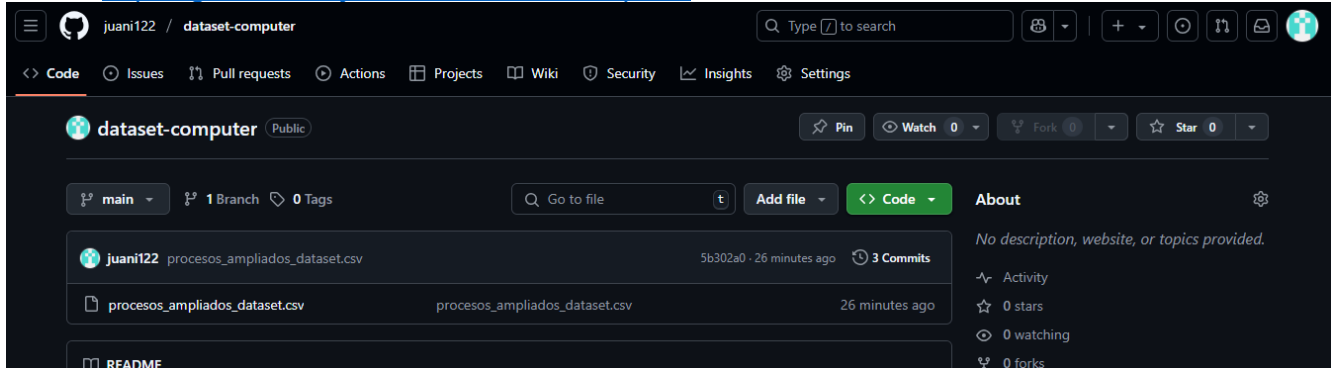 juani122 / dataset-computer
Type / to search
Code Issues Pull requests Actions Projects Wiki Security Insights Settings
dataset-computer Public
Pin Watch 0 Fork 0 Star 0
main 1 Branch 0 Tags Go to file t Add file Code
About
No description, website, or topics provided.
juani122 procesos_ampliados_dataset.csv 5b302a0 · 26 minutes ago 3 Commits
procesos_ampliados_dataset.csv procesos_ampliados_dataset.csv 26 minutes ago
Activity
0 stars
0 watching
0 forks
README